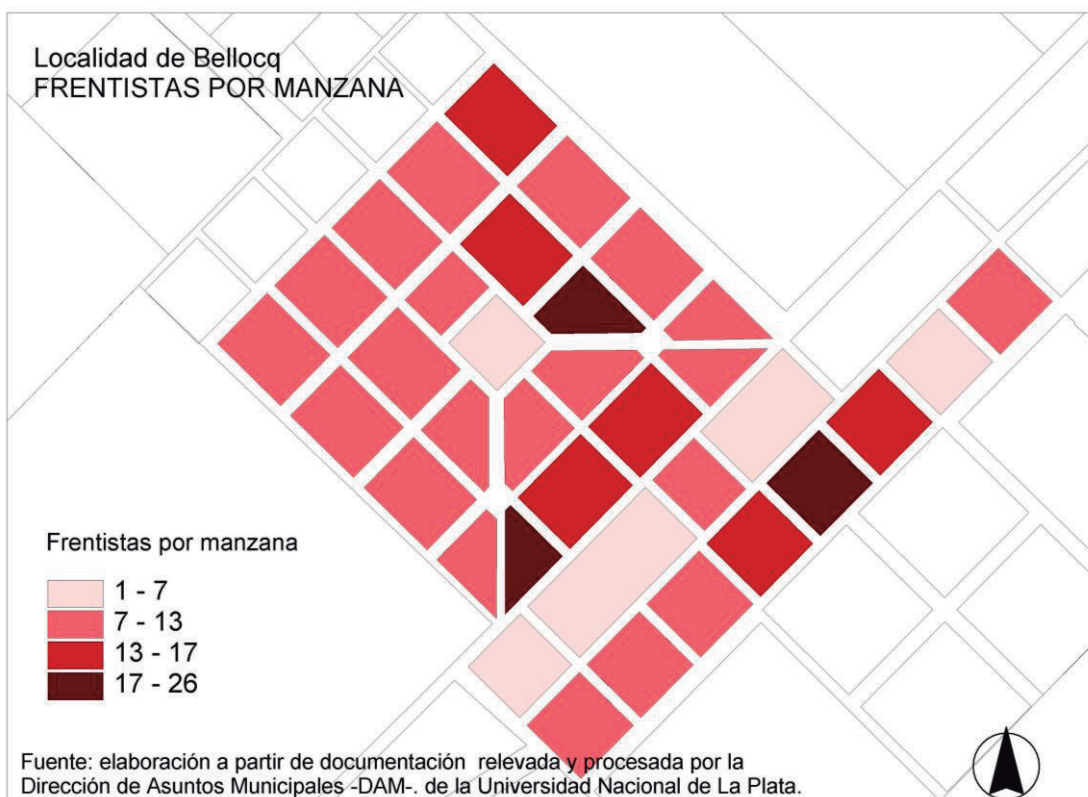 Localidad de Bellocq
FRENTISTAS POR MANZANA
Frentistas por manzana
1 - 7
7 - 13
13 - 17
17 - 26
Fuente: elaboración a partir de documentación relevada y procesada por la
Dirección de Asuntos Municipales -DAM-. de la Universidad Nacional de La Plata.